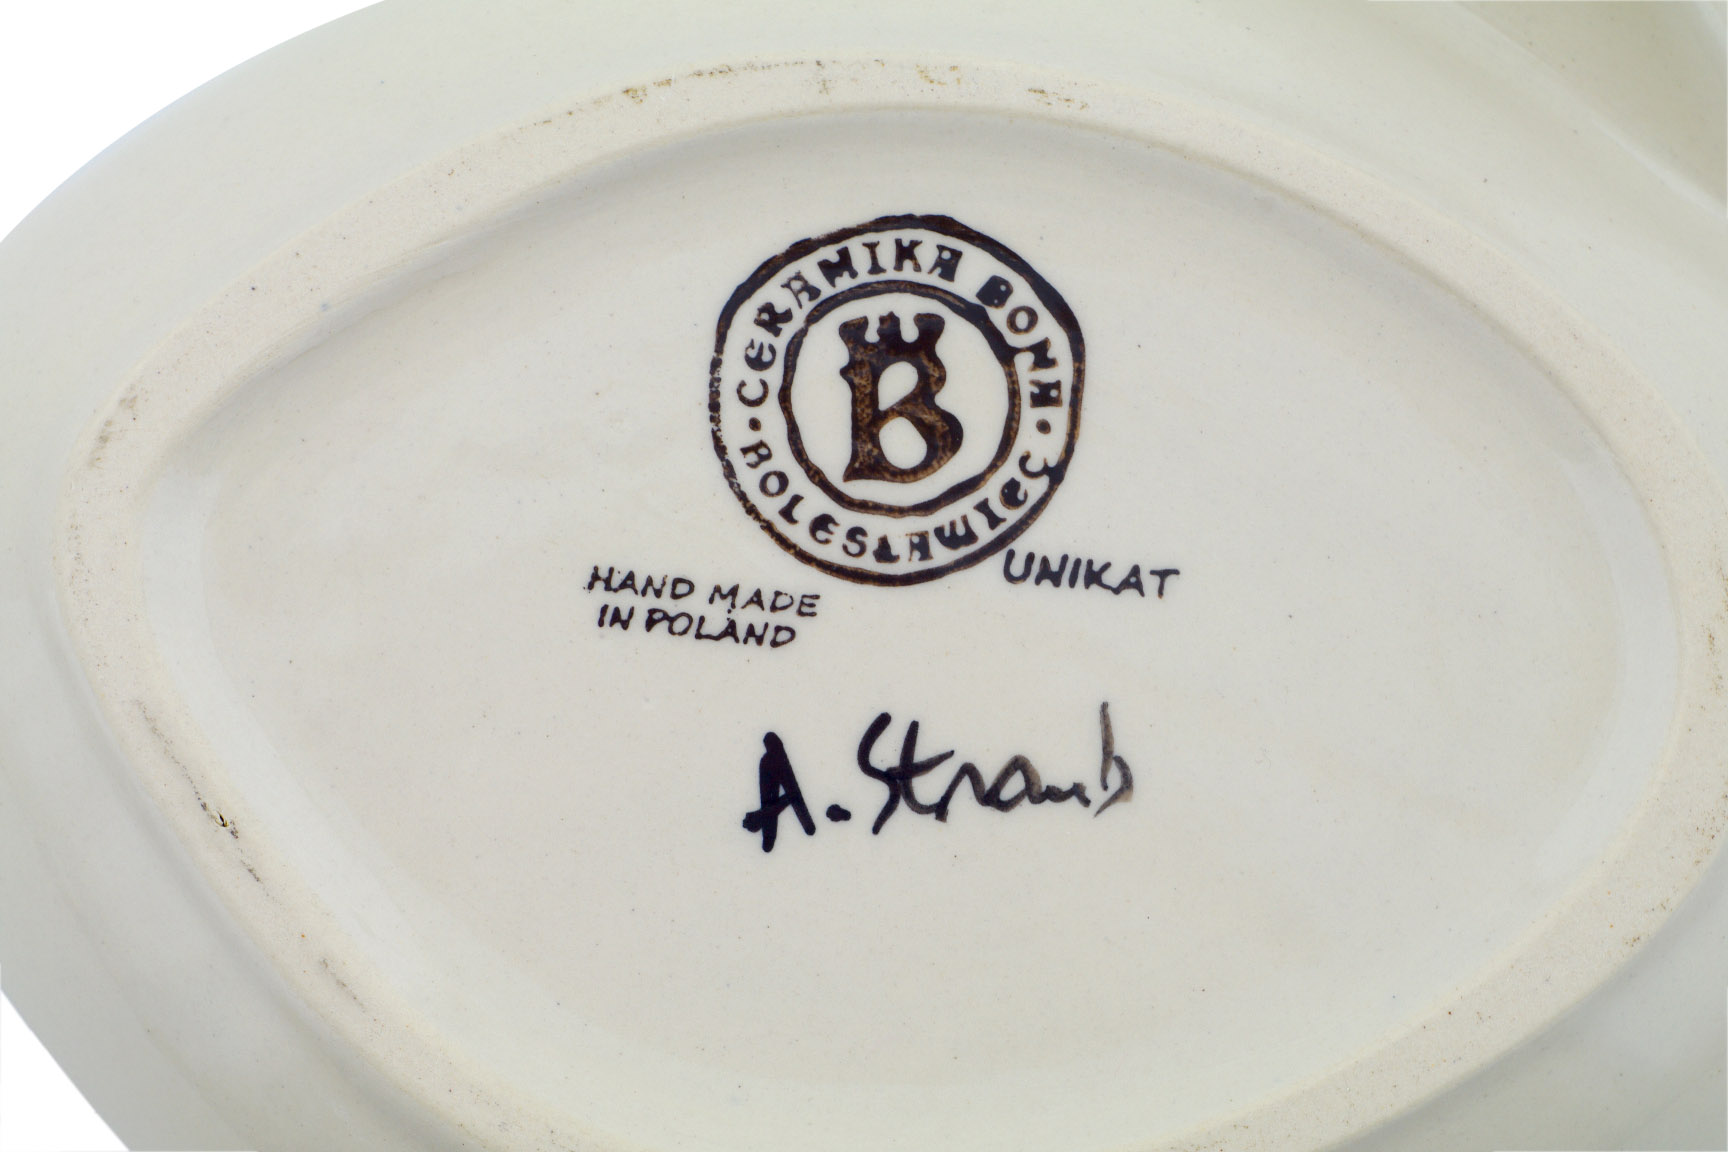 CERAMIKA BONA
B
BOLESŁAWIEC
UNIKAT
HAND MADE
IN POLAND
A. Straub